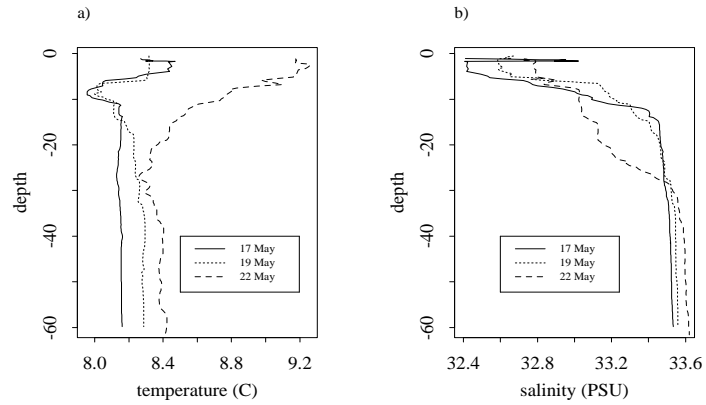 a)
0
-20
-40
-60
depth
17 May
19 May
22 May
8.0 8.4 8.8 9.2
temperature (C)
b)
0
-20
-40
-60
depth
17 May
19 May
22 May
32.4 32.8 33.2 33.6
salinity (PSU)